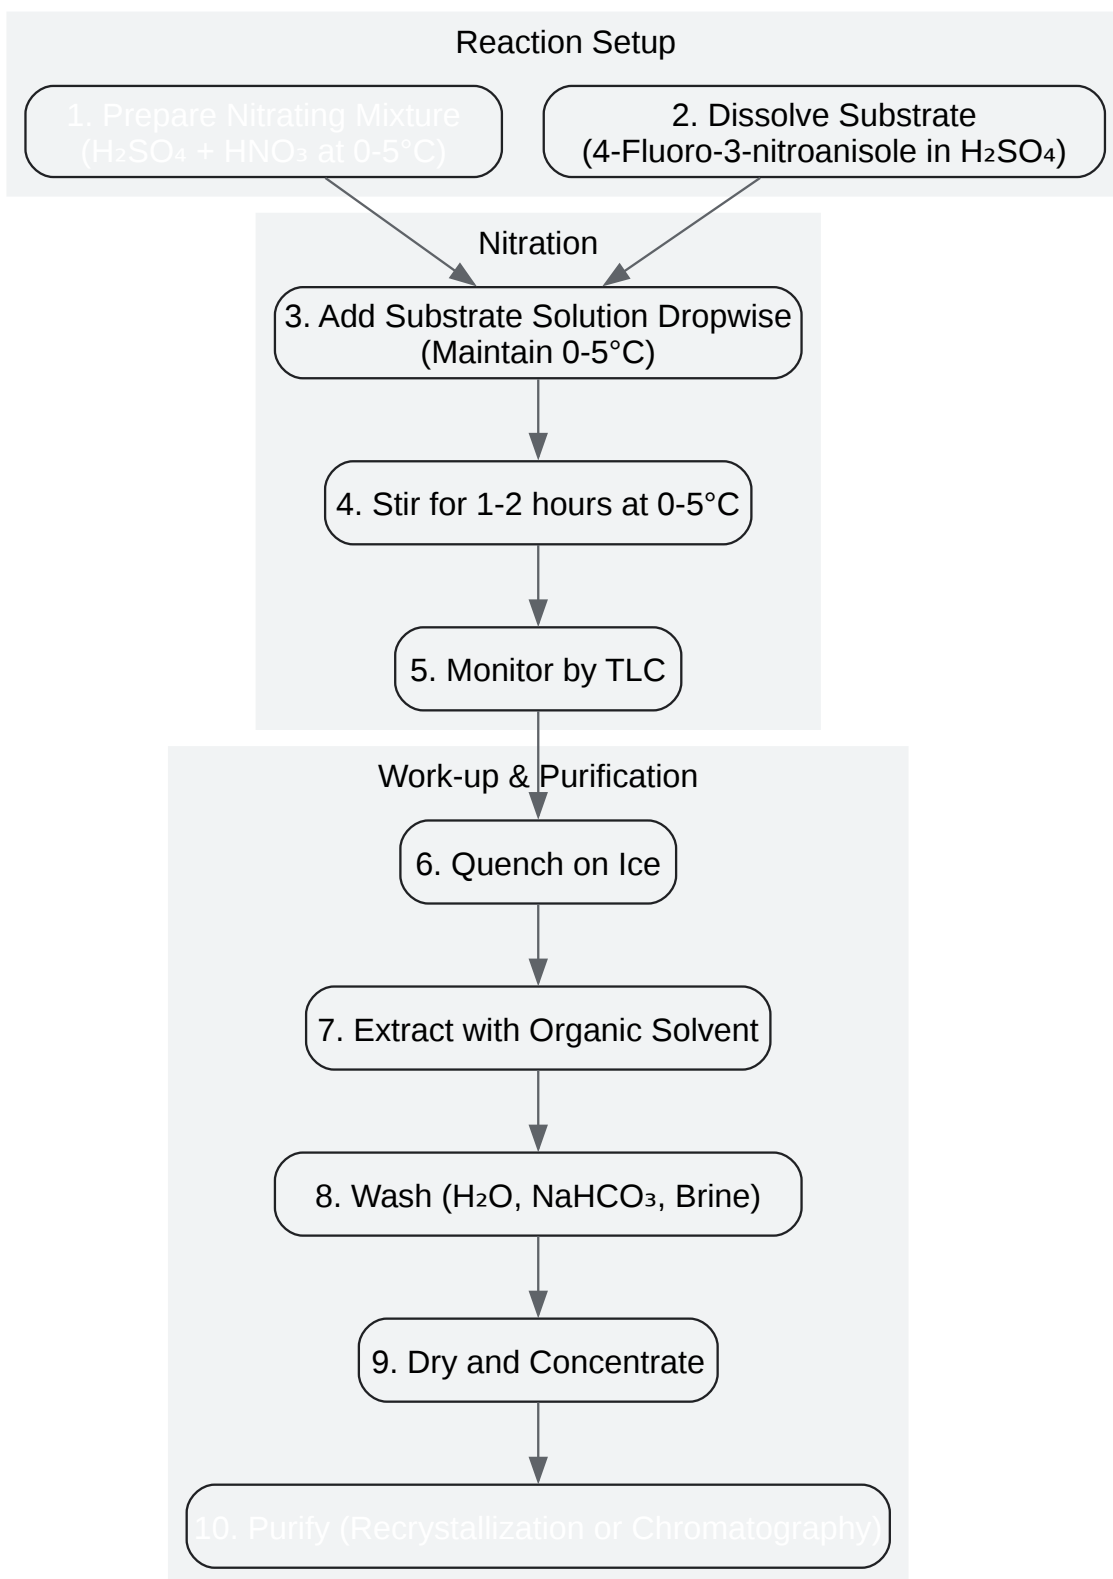 Reaction Setup
1. Prepare Nitrating Mixture
(H₂SO₄ + HNO₃ at 0-5°C)
2. Dissolve Substrate
(4-Fluoro-3-nitroanisole in H₂SO₄)
Nitration
3. Add Substrate Solution Dropwise
(Maintain 0-5°C)
4. Stir for 1-2 hours at 0-5°C
5. Monitor by TLC
Work-up & Purification
6. Quench on Ice
7. Extract with Organic Solvent
8. Wash (H₂O, NaHCO₃, Brine)
9. Dry and Concentrate
10. Purify (Recrystallization or Chromatography)